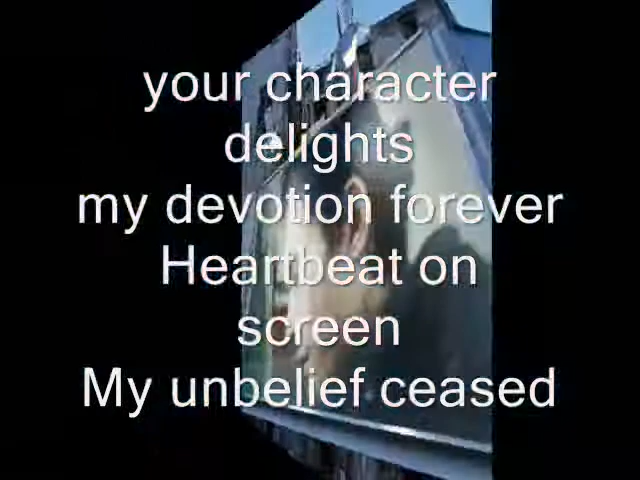 your character
delights
my devotion forever
Heartbeat on
screen
My unbelief ceased